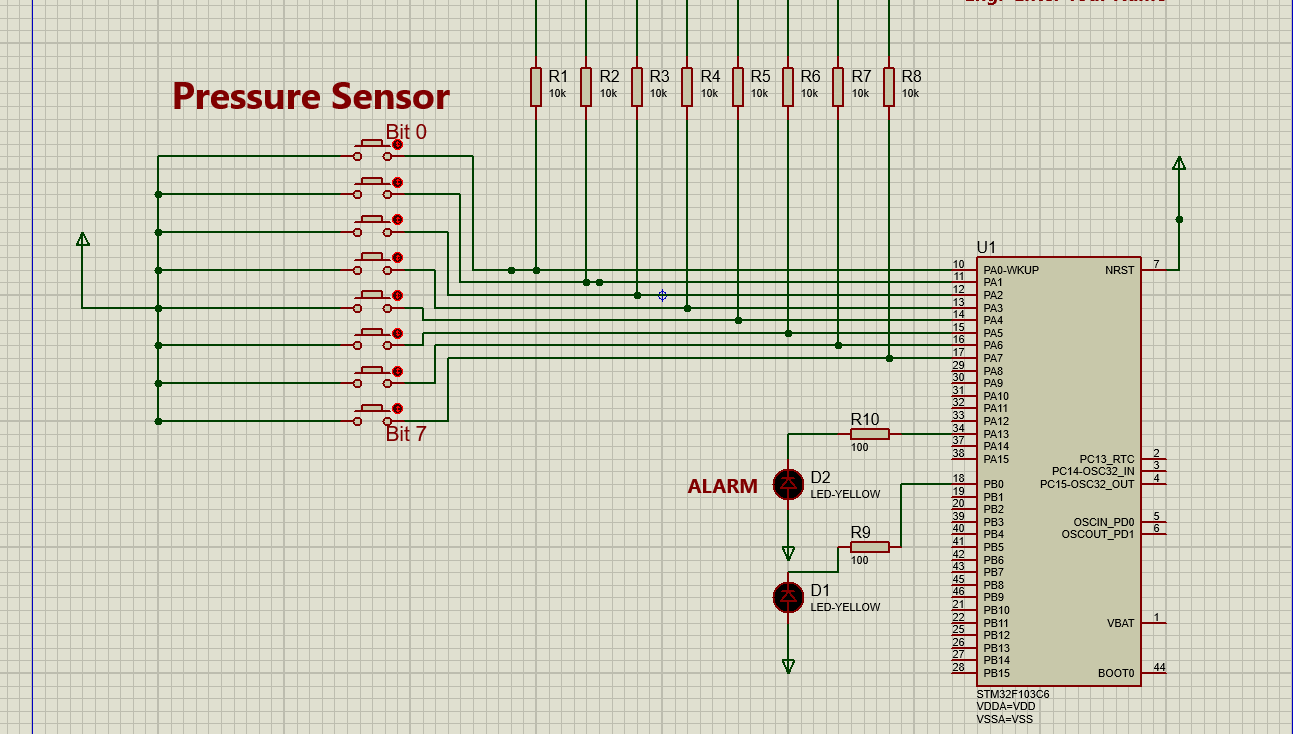 Pressure Sensor
Bit 0
Bit 7
R1
10k
R2
10k
R3
10k
R4
10k
R5
10k
R6
10k
R7
10k
R8
10k
U1
10 PA0-WKUP
11 PA1
12 PA2
13 PA3
14 PA4
15 PA5
16 PA6
17 PA7
29 PA8
30 PA9
31 PA10
32 PA11
33 PA12
34 PA13
37 PA14
38 PA15
18 PB0
19 PB1
20 PB2
39 PB3
40 PB4
41 PB5
42 PB6
43 PB7
45 PB8
46 PB9
21 PB10
22 PB11
25 PB12
26 PB13
27 PB14
28 PB15
NRST 7
PC13_RTC 2
PC14-OSC32_IN 3
PC15-OSC32_OUT 4
OSCIN_PD0 5
OSCOUT_PD1 6
VBAT 1
BOOT0 44
STM32F103C6
VDDA=VDD
VSSA=VSS
R10
100
ALARM
D2
LED-YELLOW
R9
100
D1
LED-YELLOW